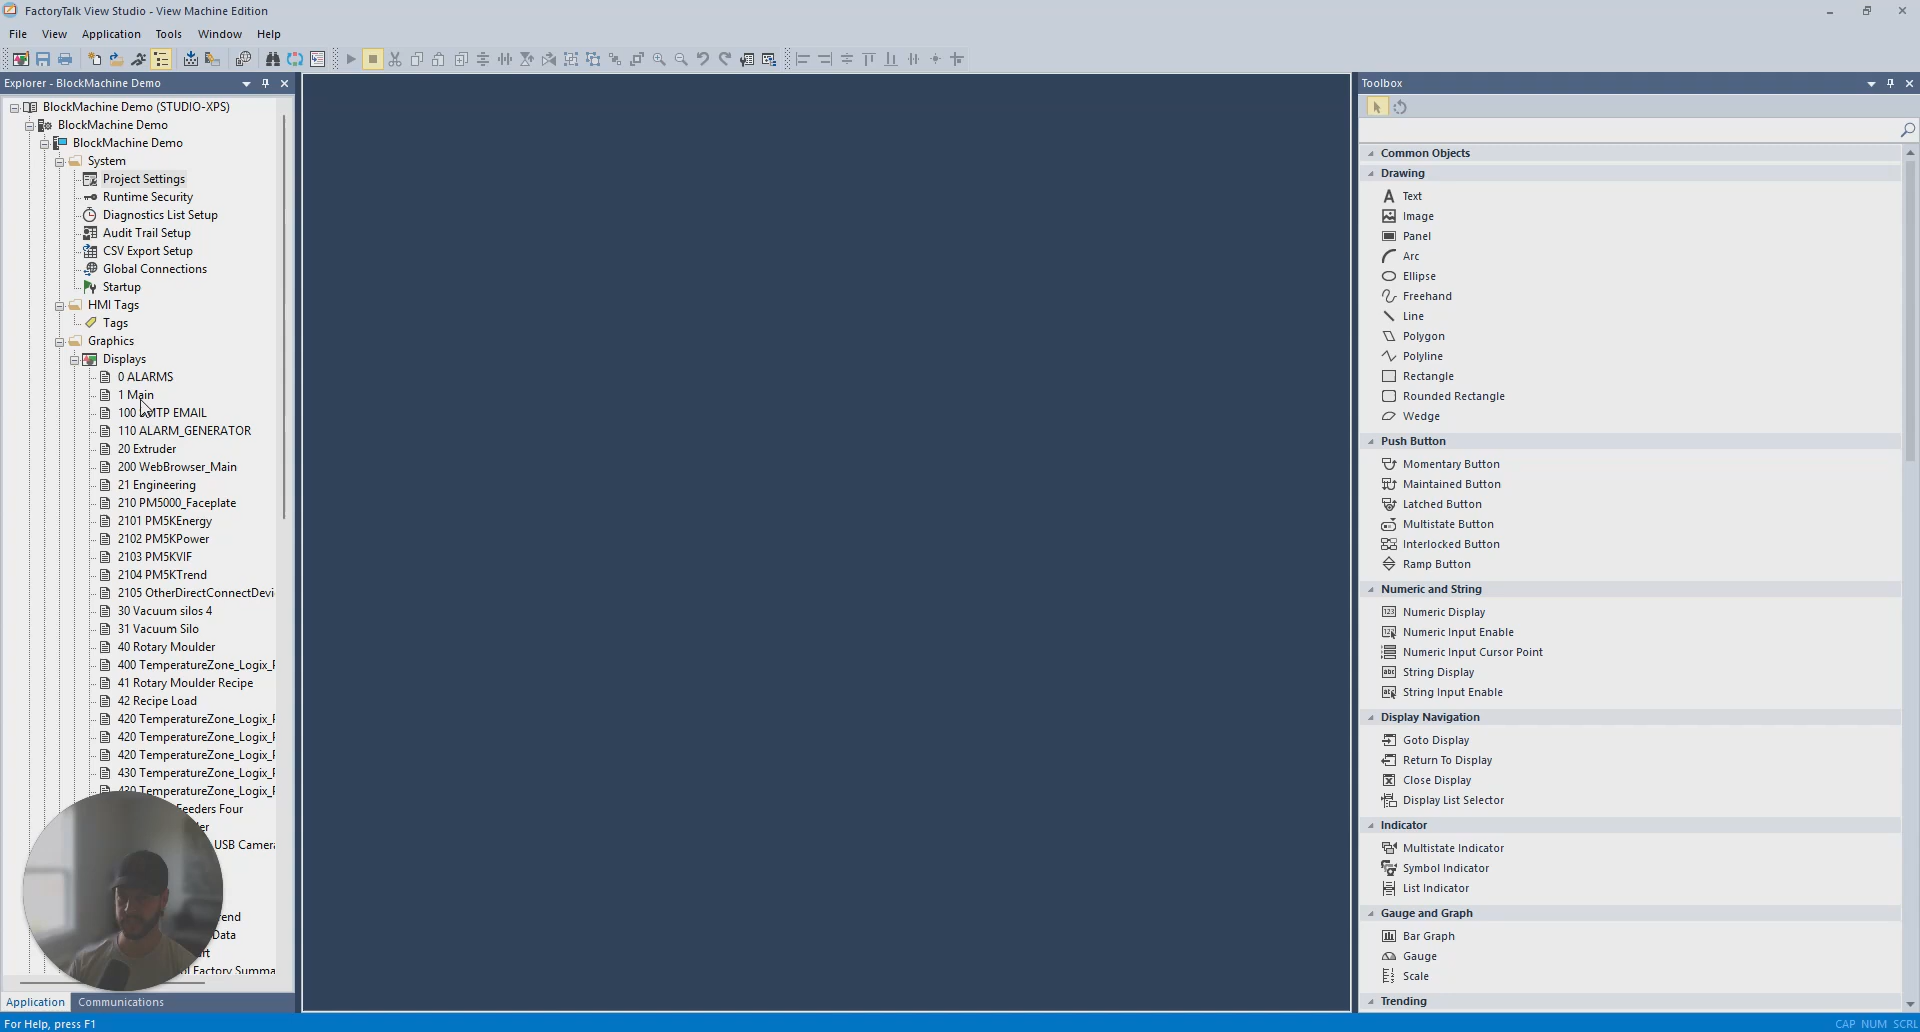 FactoryTalk View Studio - View Machine Edition
File View Application Tools Window Help
Explorer - BlockMachine Demo
BlockMachine Demo (STUDIO-XPS)
BlockMachine Demo
BlockMachine Demo
System
Project Settings
Runtime Security
Diagnostics List Setup
Audit Trail Setup
CSV Export Setup
Global Connections
Startup
HMI Tags
Tags
Graphics
Displays
0 ALARMS
1 Main
100 EMAIL
110 ALARM_GENERATOR
20 Extruder
200 WebBrowser_Main
21 Engineering
210 PM5000_Faceplate
2101 PM5KEnergy
2102 PM5KPower
2103 PM5KVIF
2104 PM5KTrend
2105 OtherDirectConnectDevi
30 Vacuum silos 4
31 Vacuum Silo
40 Rotary Moulder
400 TemperatureZone_Logix_
41 Rotary Moulder Recipe
42 Recipe Load
420 TemperatureZone_Logix_
420 TemperatureZone_Logix_
420 TemperatureZone_Logix_
430 TemperatureZone_Logix_
430 TemperatureZone_Logix_
Feeders Four
USB Camera
Data
Factory Summa
Application Communications
Toolbox
Common Objects
Drawing
Text
Image
Panel
Arc
Ellipse
Freehand
Line
Polygon
Polyline
Rectangle
Rounded Rectangle
Wedge
Push Button
Momentary Button
Maintained Button
Latched Button
Multistate Button
Interlocked Button
Ramp Button
Numeric and String
Numeric Display
Numeric Input Enable
Numeric Input Cursor Point
String Display
String Input Enable
Display Navigation
Goto Display
Return To Display
Close Display
Display List Selector
Indicator
Multistate Indicator
Symbol Indicator
List Indicator
Gauge and Graph
Bar Graph
Gauge
Scale
Trending
For Help, press F1
CAP NUM SCRL